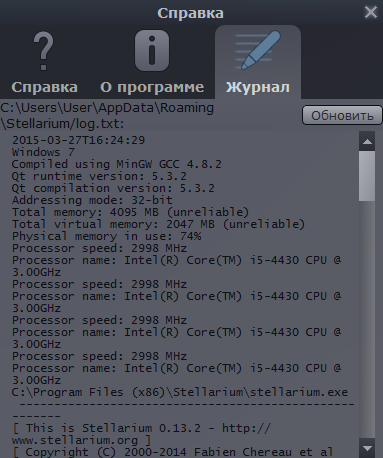 Справка
Справка
О программе
Журнал
C:\Users\User\AppData\Roaming
\Stellarium/log.txt:
Обновить
2015-03-27T16:24:29
Windows 7
Compiled using MinGW GCC 4.8.2
Qt runtime version: 5.3.2
Qt compilation version: 5.3.2
Addressing mode: 32-bit
Total memory: 4095 MB (unreliable)
Total virtual memory: 2047 MB (unreliable)
Physical memory in use: 74%
Processor speed: 2998 MHz
Processor name: Intel(R) Core(TM) i5-4430 CPU @
3.00GHz
Processor speed: 2998 MHz
Processor name: Intel(R) Core(TM) i5-4430 CPU @
3.00GHz
Processor speed: 2998 MHz
Processor name: Intel(R) Core(TM) i5-4430 CPU @
3.00GHz
Processor speed: 2998 MHz
Processor name: Intel(R) Core(TM) i5-4430 CPU @
3.00GHz
C:\Program Files (x86)\Stellarium\stellarium.exe
------------------------------------------------
-------
[ This is Stellarium 0.13.2 - http://
www.stellarium.org ]
[ Copyright (C) 2000-2014 Fabien Chereau et al